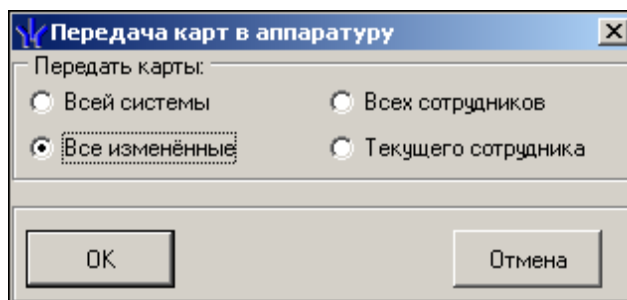 Передача карт в аппаратуру
Передать карты:
Всей системы Всех сотрудников
Все изменённые Текущего сотрудника
OK Отмена